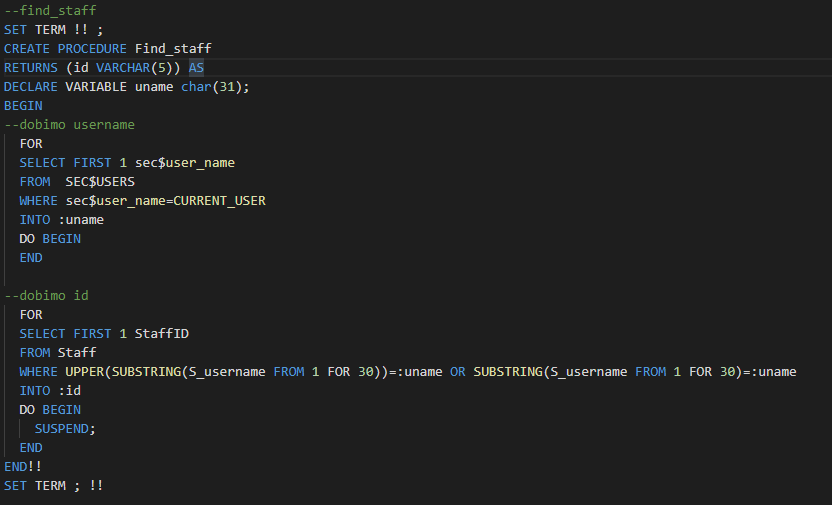 --find_staff
SET TERM !! ;
CREATE PROCEDURE Find_staff
RETURNS (id VARCHAR(5)) AS
DECLARE VARIABLE uname char(31);
BEGIN
--dobimo username
  FOR
  SELECT FIRST 1 sec$user_name
  FROM  SEC$USERS
  WHERE sec$user_name=CURRENT_USER
  INTO :uname
  DO BEGIN
  END

--dobimo id
  FOR
  SELECT FIRST 1 StaffID
  FROM Staff
  WHERE UPPER(SUBSTRING(S_username FROM 1 FOR 30))=:uname OR SUBSTRING(S_username FROM 1 FOR 30)=:uname
  INTO :id
  DO BEGIN
    SUSPEND;
  END
END!!
SET TERM ; !!